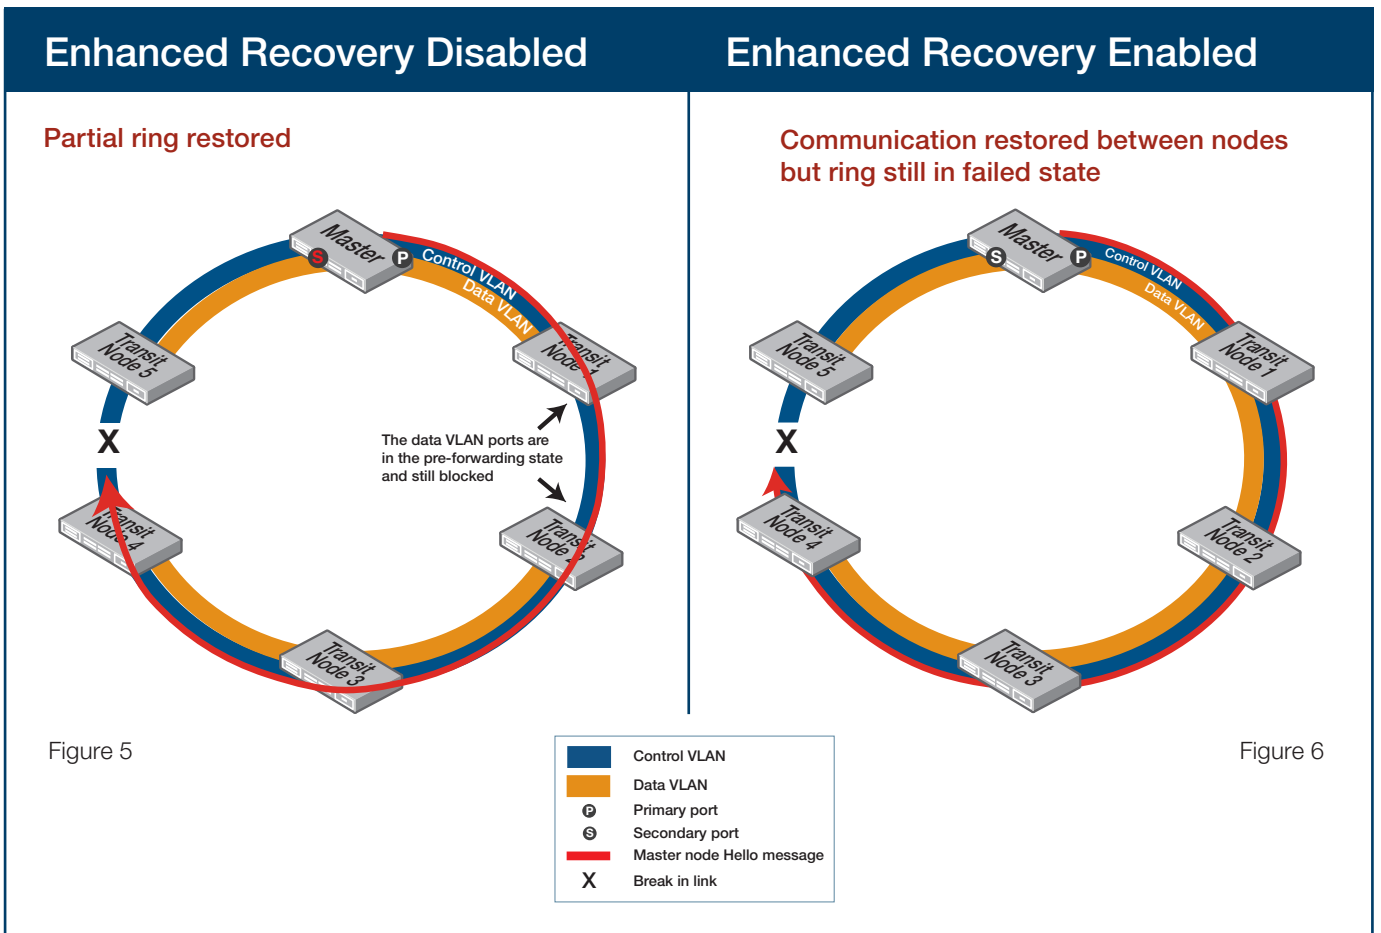 Enhanced Recovery Disabled
Partial ring restored
Master
S
P
Control VLAN
Data VLAN
Transit
Node 1
Transit
Node 5
X
The data VLAN ports are
in the pre-forwarding state
and still blocked
Transit
Node 4
Transit
Node 2
Transit
Node 3
Figure 5
Enhanced Recovery Enabled
Communication restored between nodes
but ring still in failed state
Master
S
P
Control VLAN
Data VLAN
Transit
Node 1
Transit
Node 5
X
Transit
Node 4
Transit
Node 2
Transit
Node 3
Figure 6
Control VLAN
Data VLAN
P Primary port
S Secondary port
Master node Hello message
X Break in link